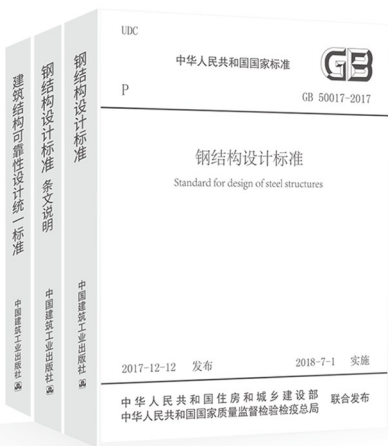 建筑结构可靠性设计统一标准
中国建筑工业出版社
钢结构设计标准 条文说明
中国建筑工业出版社
钢结构设计标准
中国建筑工业出版社
UDC
中华人民共和国国家标准
GB
P
GB 50017-2017
钢结构设计标准
Standard for design of steel structures
2017-12-12 发布
2018-7-1 实施
中华人民共和国住房和城乡建设部
中华人民共和国国家质量监督检验检疫总局
联合发布